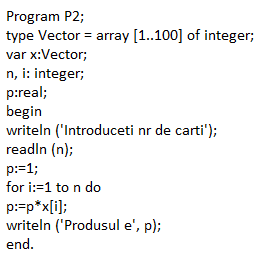 Program P2;
type Vector = array [1..100] of integer;
var x:Vector;
n, i: integer;
p:real;
begin
writeln ('Introduceti nr de carti');
readln (n);
p:=1;
for i:=1 to n do
p:=p*x[i];
writeln ('Produsul e', p);
end.